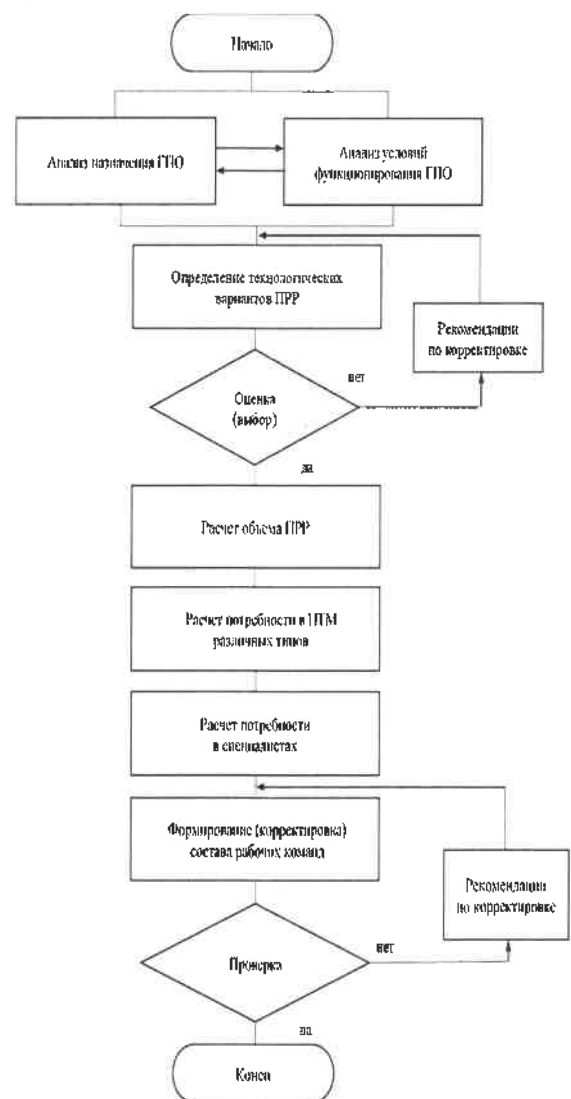 Начало
Анализ назначения ГПО
Анализ условий
функционирования ГПО
Определение технологических
вариантов ПРР
Рекомендации
по корректировке
нет
Оценка
(выбор)
да
Расчет объема ПРР
Расчет потребности в ПТМ
различных типов
Расчет потребности
в специалистах
Формирование (корректировка)
состава рабочих команд
Рекомендации
по корректировке
нет
Проверка
да
Конец